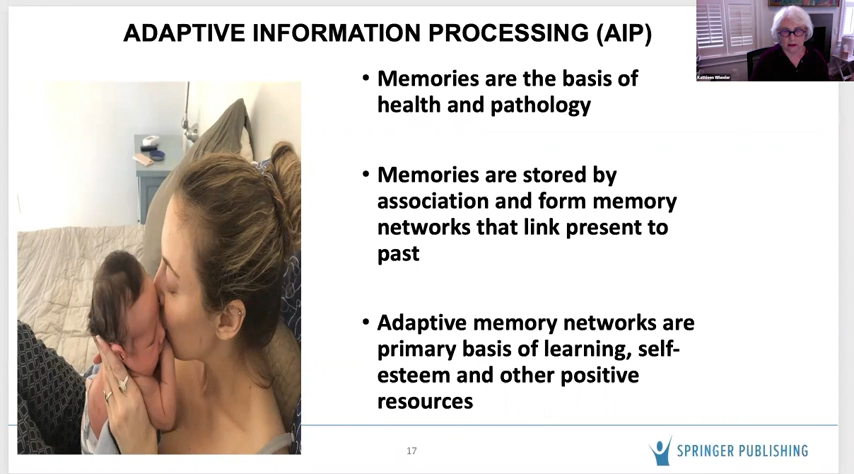 ADAPTIVE INFORMATION PROCESSING (AIP)
Kathleen Wheeler
• Memories are the basis of
health and pathology
• Memories are stored by
association and form memory
networks that link present to
past
• Adaptive memory networks are
primary basis of learning, self-
esteem and other positive
resources
17
SPRINGER PUBLISHING